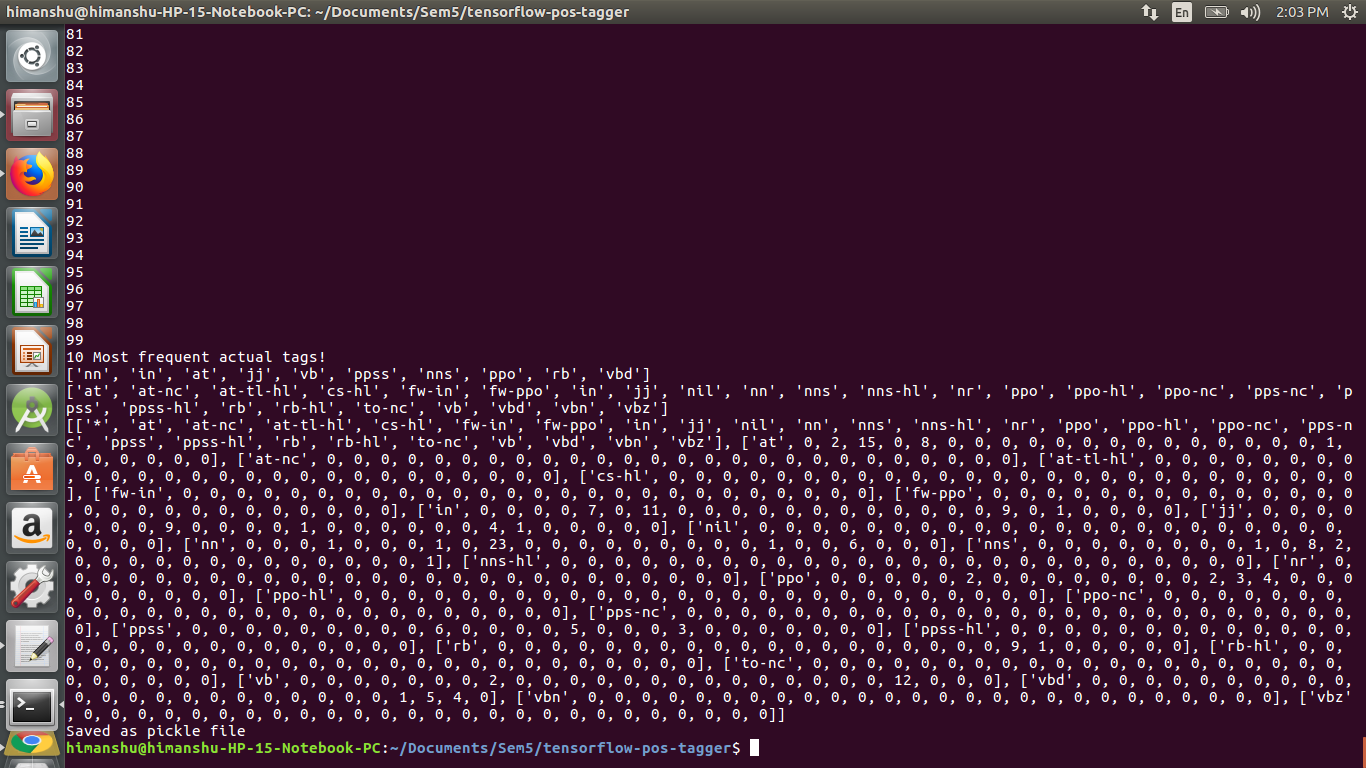 himanshu@himanshu-HP-15-Notebook-PC: ~/Documents/Sem5/tensorflow-pos-tagger
En
2:03 PM
81
82
83
84
85
86
87
88
89
90
91
92
93
94
95
96
97
98
99
10 Most frequent actual tags!
['nn', 'in', 'at', 'jj', 'vb', 'ppss', 'nns', 'ppo', 'rb', 'vbd']
['at', 'at-nc', 'at-tl-hl', 'cs-hl', 'fw-in', 'fw-ppo', 'in', 'jj', 'nil', 'nn', 'nns', 'nns-hl', 'nr', 'ppo', 'ppo-hl', 'ppo-nc', 'pps-nc', 'p
pss', 'ppss-hl', 'rb', 'rb-hl', 'to-nc', 'vb', 'vbd', 'vbn', 'vbz']
[['*', 'at', 'at-nc', 'at-tl-hl', 'cs-hl', 'fw-in', 'fw-ppo', 'in', 'jj', 'nil', 'nn', 'nns', 'nns-hl', 'nr', 'ppo', 'ppo-hl', 'ppo-nc', 'pps-n
c', 'ppss', 'ppss-hl', 'rb', 'rb-hl', 'to-nc', 'vb', 'vbd', 'vbn', 'vbz'], ['at', 0, 2, 15, 0, 8, 0, 0, 0, 0, 0, 0, 0, 0, 0, 0, 0, 0, 0, 0, 1,
0, 0, 0, 0, 0, 0], ['at-nc', 0, 0, 0, 0, 0, 0, 0, 0, 0, 0, 0, 0, 0, 0, 0, 0, 0, 0, 0, 0, 0, 0, 0, 0, 0, 0], ['at-tl-hl', 0, 0, 0, 0, 0, 0, 0, 0
, 0, 0, 0, 0, 0, 0, 0, 0, 0, 0, 0, 0, 0, 0, 0, 0, 0, 0], ['cs-hl', 0, 0, 0, 0, 0, 0, 0, 0, 0, 0, 0, 0, 0, 0, 0, 0, 0, 0, 0, 0, 0, 0, 0, 0, 0, 0
], ['fw-in', 0, 0, 0, 0, 0, 0, 0, 0, 0, 0, 0, 0, 0, 0, 0, 0, 0, 0, 0, 0, 0, 0, 0, 0, 0, 0], ['fw-ppo', 0, 0, 0, 0, 0, 0, 0, 0, 0, 0, 0, 0, 0, 0
, 0, 0, 0, 0, 0, 0, 0, 0, 0, 0, 0, 0], ['in', 0, 0, 0, 0, 7, 0, 11, 0, 0, 0, 0, 0, 0, 0, 0, 0, 0, 0, 0, 9, 0, 1, 0, 0, 0, 0], ['jj', 0, 0, 0, 0
, 0, 0, 0, 9, 0, 0, 0, 0, 1, 0, 0, 0, 0, 0, 0, 4, 1, 0, 0, 0, 0, 0], ['nil', 0, 0, 0, 0, 0, 0, 0, 0, 0, 0, 0, 0, 0, 0, 0, 0, 0, 0, 0, 0, 0, 0,
0, 0, 0, 0], ['nn', 0, 0, 0, 1, 0, 0, 0, 1, 0, 23, 0, 0, 0, 0, 0, 0, 0, 0, 0, 1, 0, 0, 6, 0, 0, 0], ['nns', 0, 0, 0, 0, 0, 0, 0, 1, 0, 8, 2,
0, 0, 0, 0, 0, 0, 0, 0, 0, 0, 0, 0, 0, 0, 1], ['nns-hl', 0, 0, 0, 0, 0, 0, 0, 0, 0, 0, 0, 0, 0, 0, 0, 0, 0, 0, 0, 0, 0, 0, 0, 0, 0, 0], ['nr', 0,
0, 0, 0, 0, 0, 0, 0, 0, 0, 0, 0, 0, 0, 0, 0, 0, 0, 0, 0, 0, 0, 0, 0, 0, 0], ['ppo', 0, 0, 0, 0, 0, 2, 0, 0, 0, 0, 0, 0, 0, 0, 2, 3, 4, 0, 0, 0
, 0, 0, 0, 0, 0, 0], ['ppo-hl', 0, 0, 0, 0, 0, 0, 0, 0, 0, 0, 0, 0, 0, 0, 0, 0, 0, 0, 0, 0, 0, 0, 0, 0, 0, 0], ['ppo-nc', 0, 0, 0, 0, 0, 0, 0,
0, 0, 0, 0, 0, 0, 0, 0, 0, 0, 0, 0, 0, 0, 0, 0, 0, 0, 0], ['pps-nc', 0, 0, 0, 0, 0, 0, 0, 0, 0, 0, 0, 0, 0, 0, 0, 0, 0, 0, 0, 0, 0, 0, 0, 0, 0,
0], ['ppss', 0, 0, 0, 0, 0, 0, 0, 0, 6, 0, 0, 0, 0, 5, 0, 0, 0, 3, 0, 0, 0, 0, 0, 0, 0], ['ppss-hl', 0, 0, 0, 0, 0, 0, 0, 0, 0, 0, 0, 0, 0,
0, 0, 0, 0, 0, 0, 0, 0, 0, 0, 0, 0, 0], ['rb', 0, 0, 0, 0, 0, 0, 0, 0, 0, 0, 0, 0, 0, 0, 0, 0, 0, 0, 0, 9, 1, 0, 0, 0, 0, 0], ['rb-hl', 0, 0,
0, 0, 0, 0, 0, 0, 0, 0, 0, 0, 0, 0, 0, 0, 0, 0, 0, 0, 0, 0, 0, 0, 0, 0], ['to-nc', 0, 0, 0, 0, 0, 0, 0, 0, 0, 0, 0, 0, 0, 0, 0, 0, 0, 0, 0, 0,
0, 0, 0, 0, 0, 0], ['vb', 0, 0, 0, 0, 0, 0, 0, 2, 0, 0, 0, 0, 0, 0, 0, 0, 0, 0, 0, 0, 0, 0, 12, 0, 0, 0], ['vbd', 0, 0, 0, 0, 0, 0, 0, 0, 0,
0, 0, 0, 0, 0, 0, 0, 0, 0, 0, 0, 0, 0, 1, 5, 4, 0], ['vbn', 0, 0, 0, 0, 0, 0, 0, 0, 0, 0, 0, 0, 0, 0, 0, 0, 0, 0, 0, 0, 0, 0, 0, 0, 0, 0], ['vbz'
, 0, 0, 0, 0, 0, 0, 0, 0, 0, 0, 0, 0, 0, 0, 0, 0, 0, 0, 0, 0, 0, 0, 0, 0, 0, 0]]
Saved as pickle file
himanshu@himanshu-HP-15-Notebook-PC:~/Documents/Sem5/tensorflow-pos-tagger$